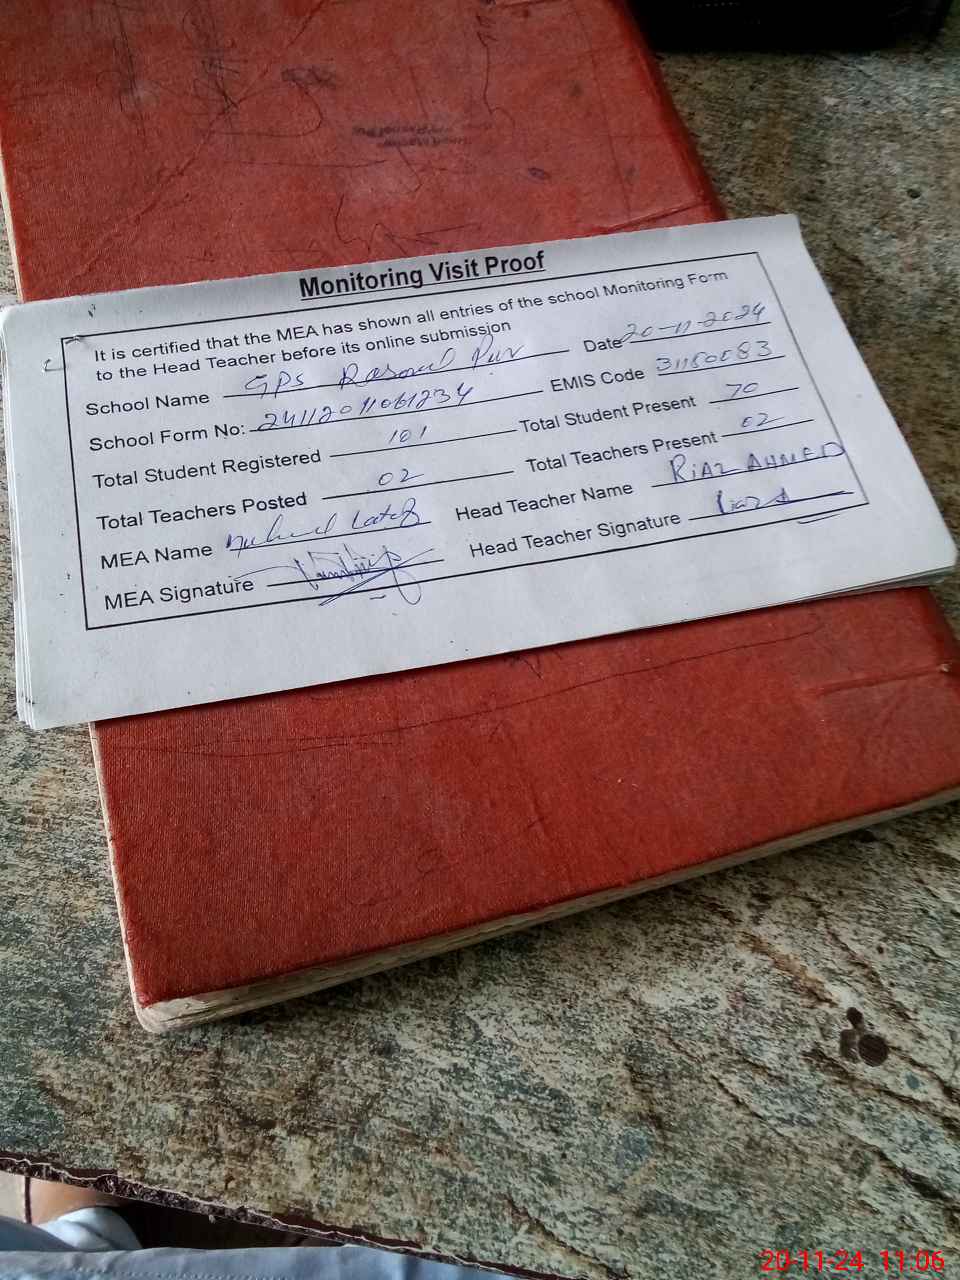 Monitoring Visit Proof
It is certified that the MEA has shown all entries of the school Monitoring Form
to the Head Teacher before its online submission
School Name GPS Rasool Pur Date 20-11-2024
School Form No: 24112011061234 EMIS Code 31180083
Total Student Registered 101 Total Student Present 70
Total Teachers Posted 02 Total Teachers Present 02
MEA Name Head Teacher Name RIAZ AHMED
MEA Signature Head Teacher Signature
20-11-24 11:06